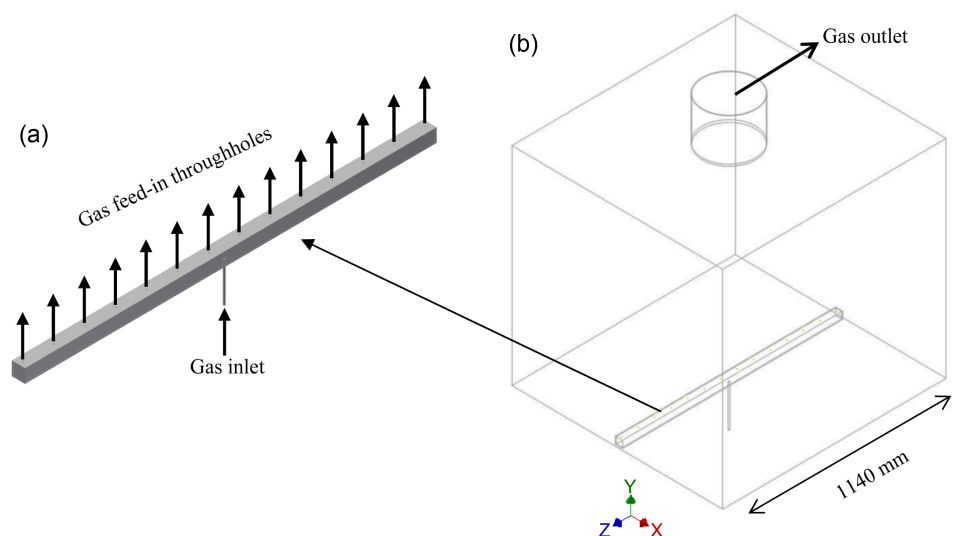 (a)
Gas feed-in throughholes
Gas inlet
(b)
Gas outlet
1140 mm
Y
Z
X